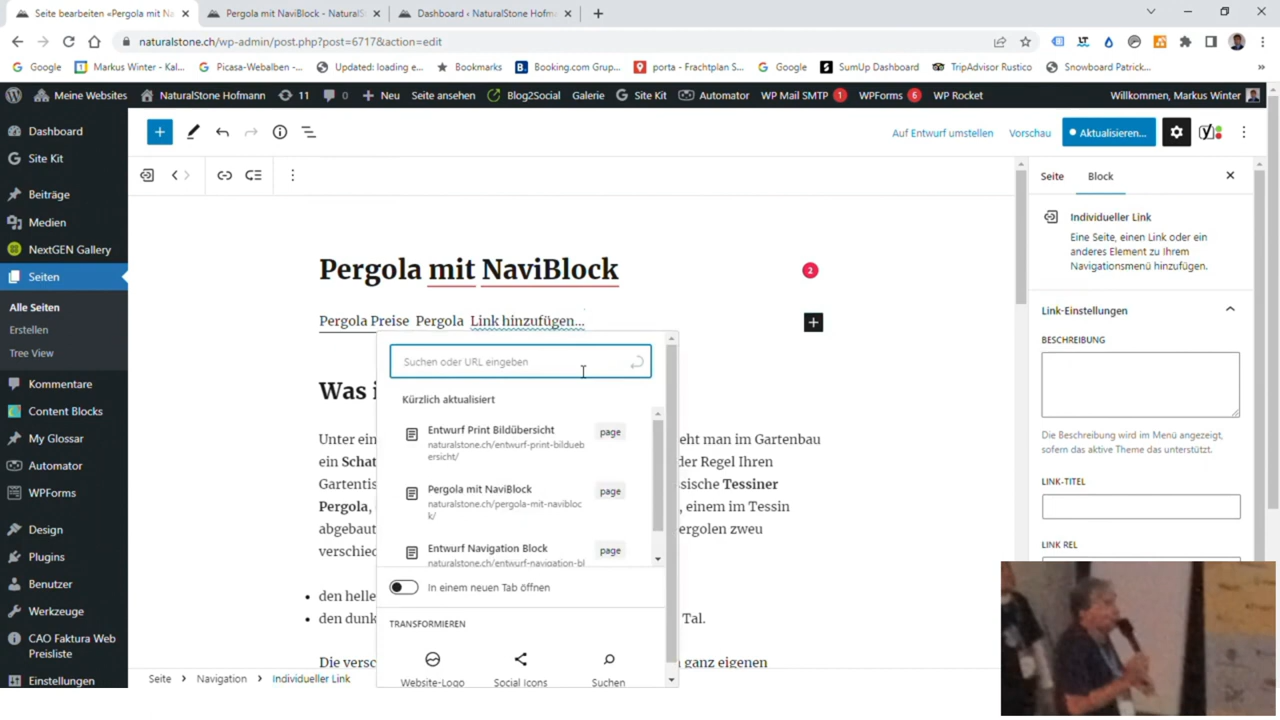 Seite bearbeiten «Pergola mit Na
Pergola mit NaviBlock - NaturalS
Dashboard ‹ NaturalStone Hofma
naturalstone.ch/wp-admin/post.php?post=6717&action=edit
Google
Markus Winter - Kal...
Picasa-Webalben -...
Updated: loading e...
Bookmarks
Booking.com Grup...
porta - Frachtplan S...
Google
SumUp Dashboard
TripAdvisor Rustico
Snowboard Patrick...
»
Meine Websites
NaturalStone Hofmann
11
0
Neu
Seite ansehen
Blog2Social
Galerie
Site Kit
Automator
WP Mail SMTP 1
WPForms 6
WP Rocket
Willkommen, Markus Winter
Dashboard
Site Kit
Beiträge
Medien
NextGEN Gallery
Seiten
Alle Seiten
Erstellen
Tree View
Kommentare
Content Blocks
My Glossar
Automator
WPForms
Design
Plugins
Benutzer
Werkzeuge
CAO Faktura Web
Preisliste
Einstellungen
Auf Entwurf umstellen
Vorschau
Aktualisieren...
Pergola mit NaviBlock
2
Pergola Preise Pergola Link hinzufügen...
Suchen oder URL eingeben
Kürzlich aktualisiert
Entwurf Print Bildübersicht
page
naturalstone.ch/entwurf-print-bildueb
ersicht/
Pergola mit NaviBlock
page
naturalstone.ch/pergola-mit-navibloc
k/
Entwurf Navigation Block
page
naturalstone.ch/entwurf-navigation-bl
In einem neuen Tab öffnen
TRANSFORMIEREN
Website-Logo
Social Icons
Suchen
Was i
Unter ein
eht man im Gartenbau
ein Schat
der Regel Ihren
Gartentis
ssische Tessiner
Pergola,
, einem im Tessin
abgebaut
ergolen zweu
verschied
• den helle
• den dunk
Tal.
Die versc
ganz eigenen
Seite
Navigation
Individueller Link
Seite
Block
Individueller Link
Eine Seite, einen Link oder ein
anderes Element zu Ihrem
Navigationsmenü hinzufügen.
Link-Einstellungen
BESCHREIBUNG
Die Beschreibung wird im Menü angezeigt,
sofern das aktive Theme das unterstützt.
LINK-TITEL
LINK REL